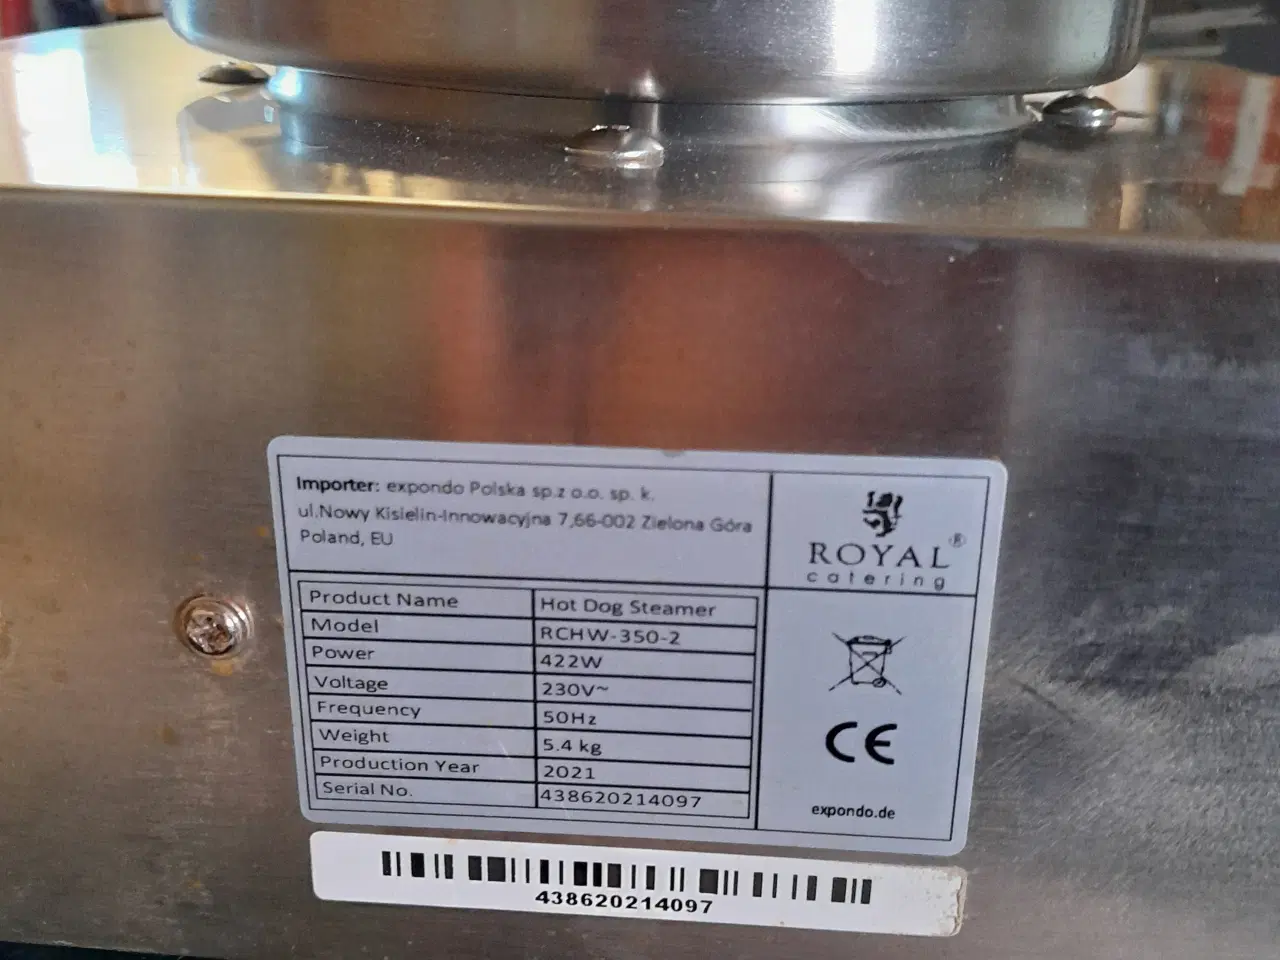 Importer: expondo Polska sp.z o.o. sp. k.
ul.Nowy Kisielin-Innowacyjna 7,66-002 Zielona Góra
Poland, EU
ROYAL ®
catering
Product Name Hot Dog Steamer
Model RCHW-350-2
Power 422W
Voltage 230V~
Frequency 50Hz
Weight 5.4 kg
Production Year 2021
Serial No. 438620214097
CE
expondo.de
438620214097